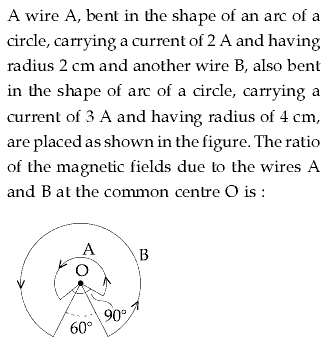 A wire A, bent in the shape of an arc of a
circle, carrying a current of 2 A and having
radius 2 cm and another wire B, also bent
in the shape of arc of a circle, carrying a
current of 3 A and having radius of 4 cm,
are placed as shown in the figure. The ratio
of the magnetic fields due to the wires A
and B at the common centre O is :
A
B
O
90°
60°